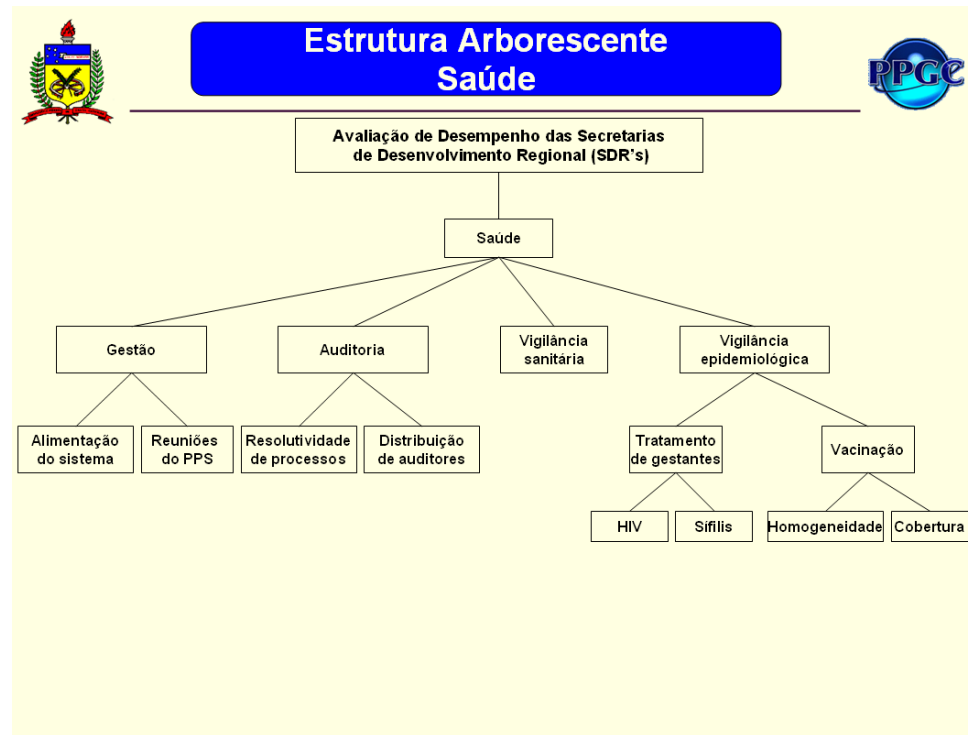 Estrutura Arborescente
Saúde
PPGC
Avaliação de Desempenho das Secretarias
de Desenvolvimento Regional (SDR's)
Saúde
Gestão
Auditoria
Vigilância
sanitária
Vigilância
epidemiológica
Alimentação
do sistema
Reuniões
do PPS
Resolutividade
de processos
Distribuição
de auditores
Tratamento
de gestantes
Vacinação
HIV
Sífilis
Homogeneidade
Cobertura